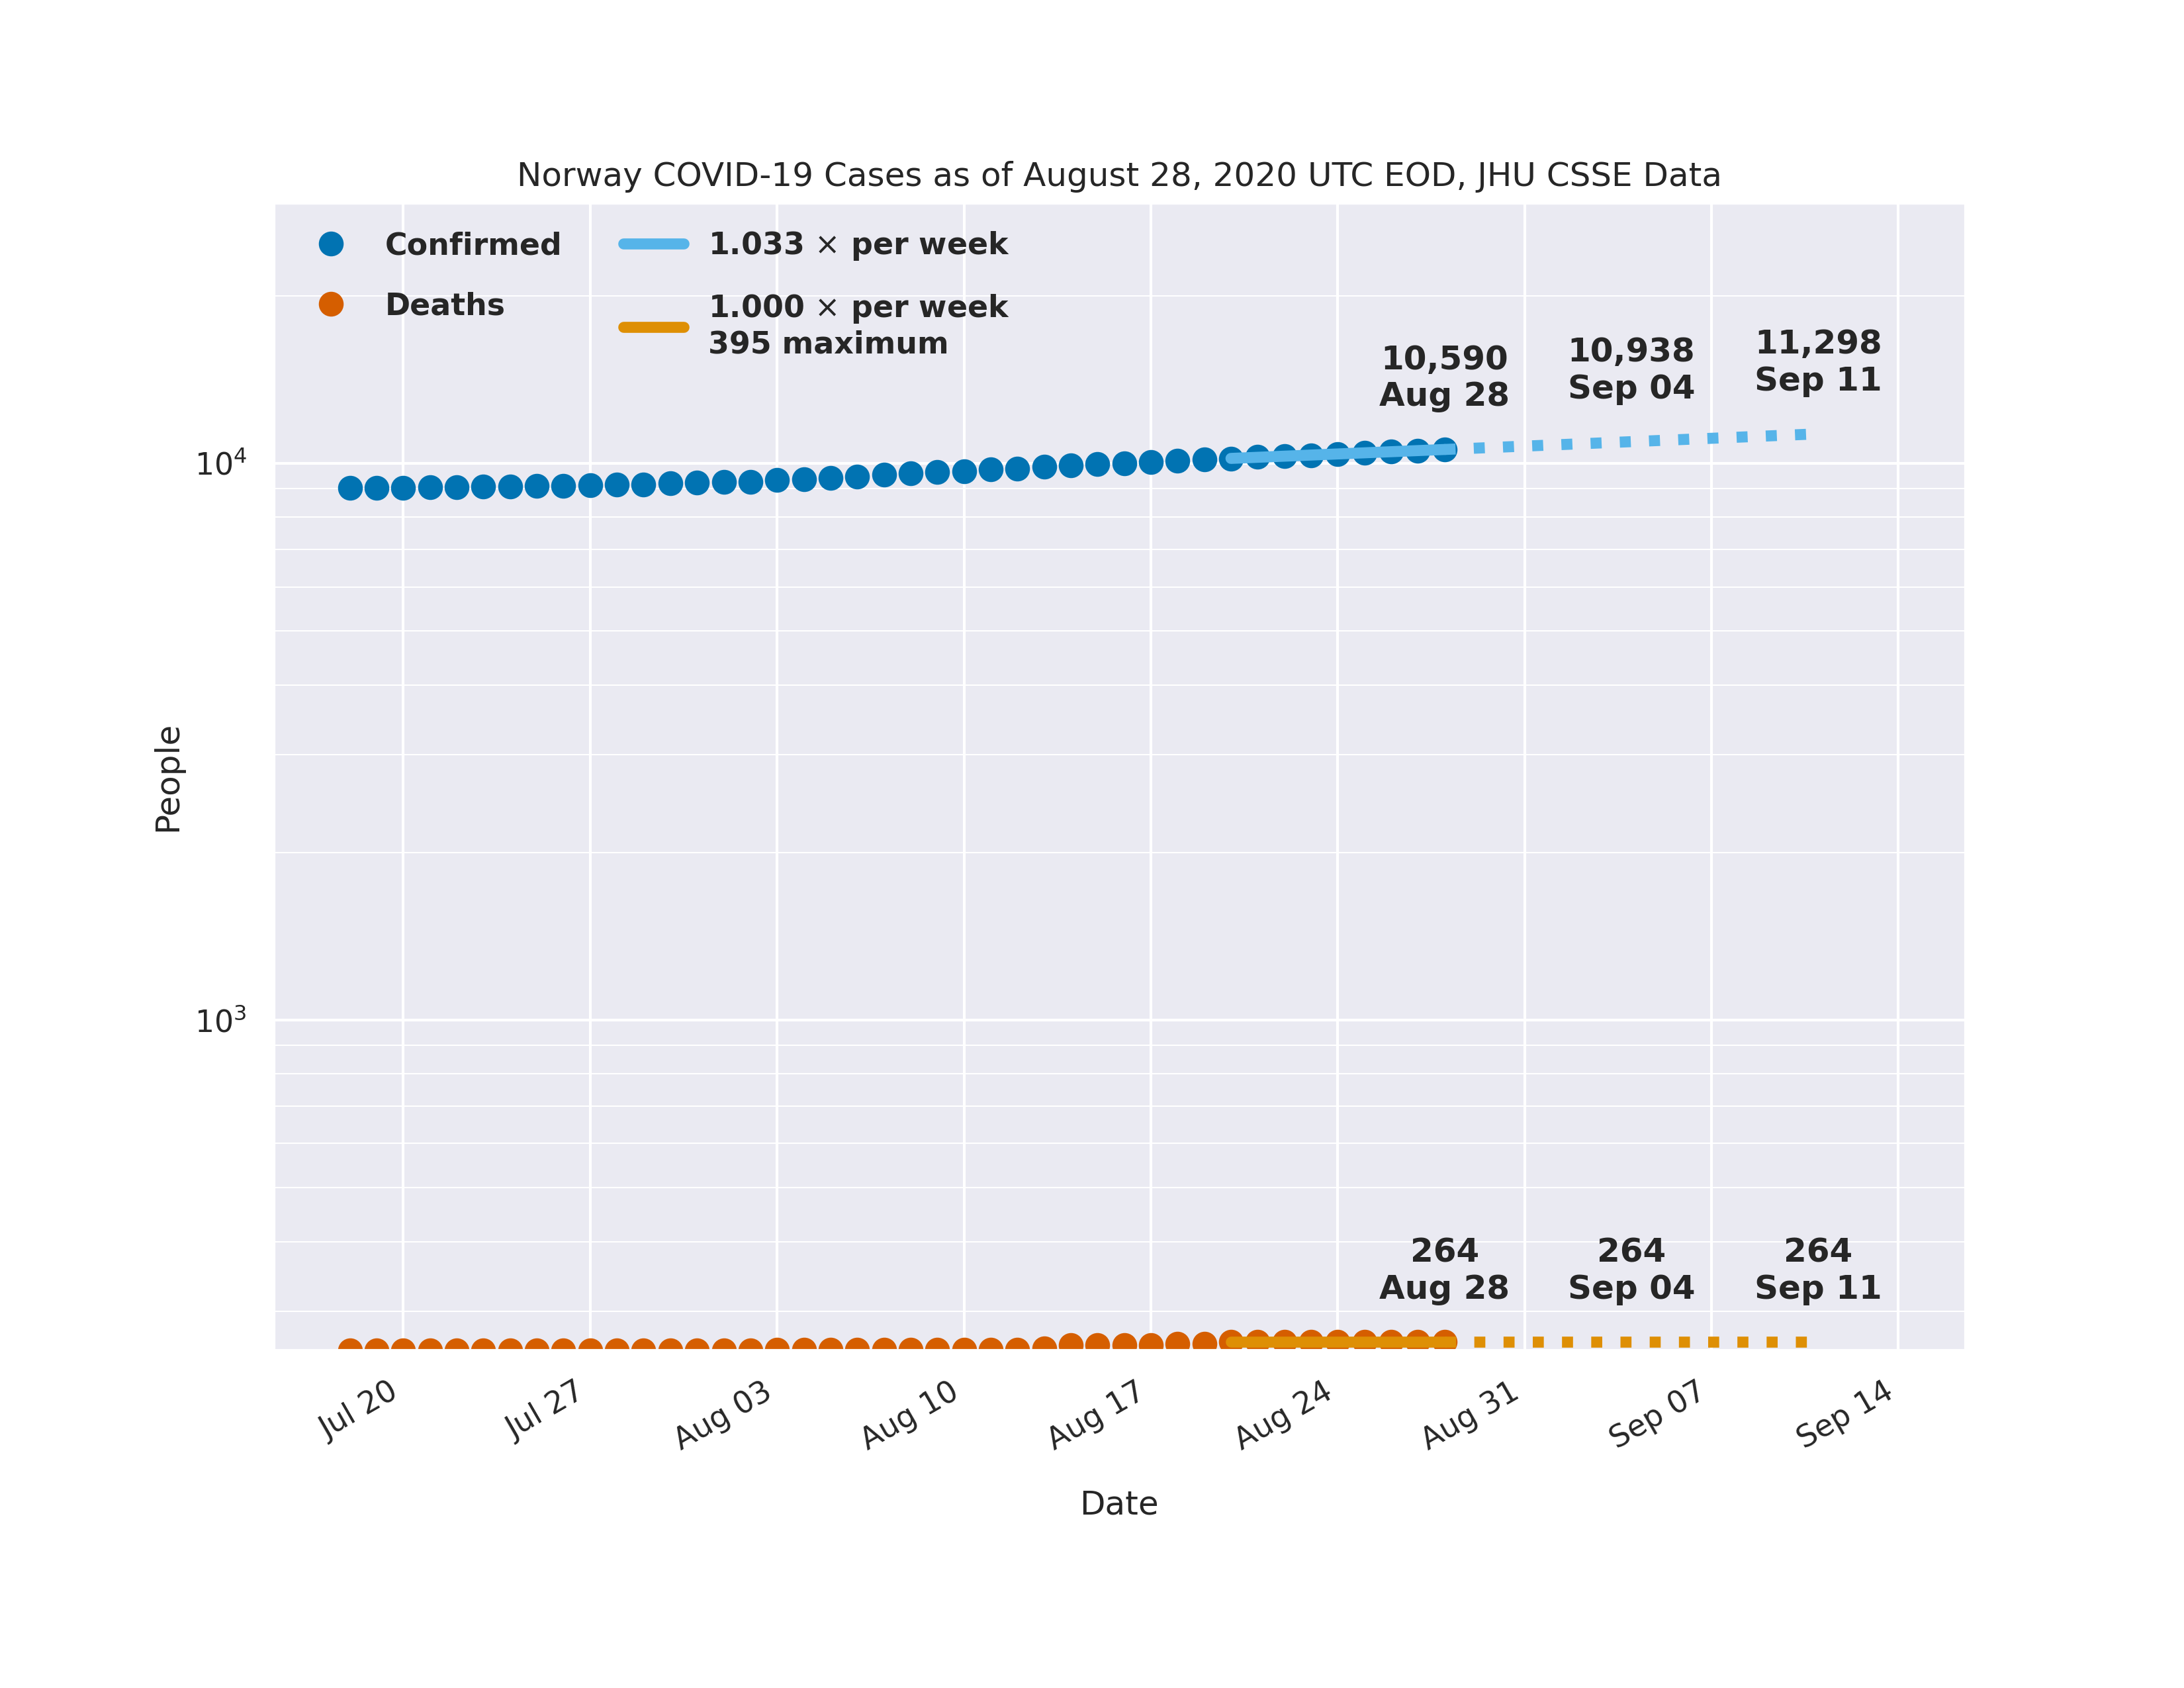 Norway COVID-19 Cases as of August 28, 2020 UTC EOD, JHU CSSE Data
Confirmed
Deaths
1.033 × per week
1.000 × per week
395 maximum
10,590
Aug 28
10,938
Sep 04
11,298
Sep 11
10⁴
10³
People
264
Aug 28
264
Sep 04
264
Sep 11
Jul 20
Jul 27
Aug 03
Aug 10
Aug 17
Aug 24
Aug 31
Sep 07
Sep 14
Date